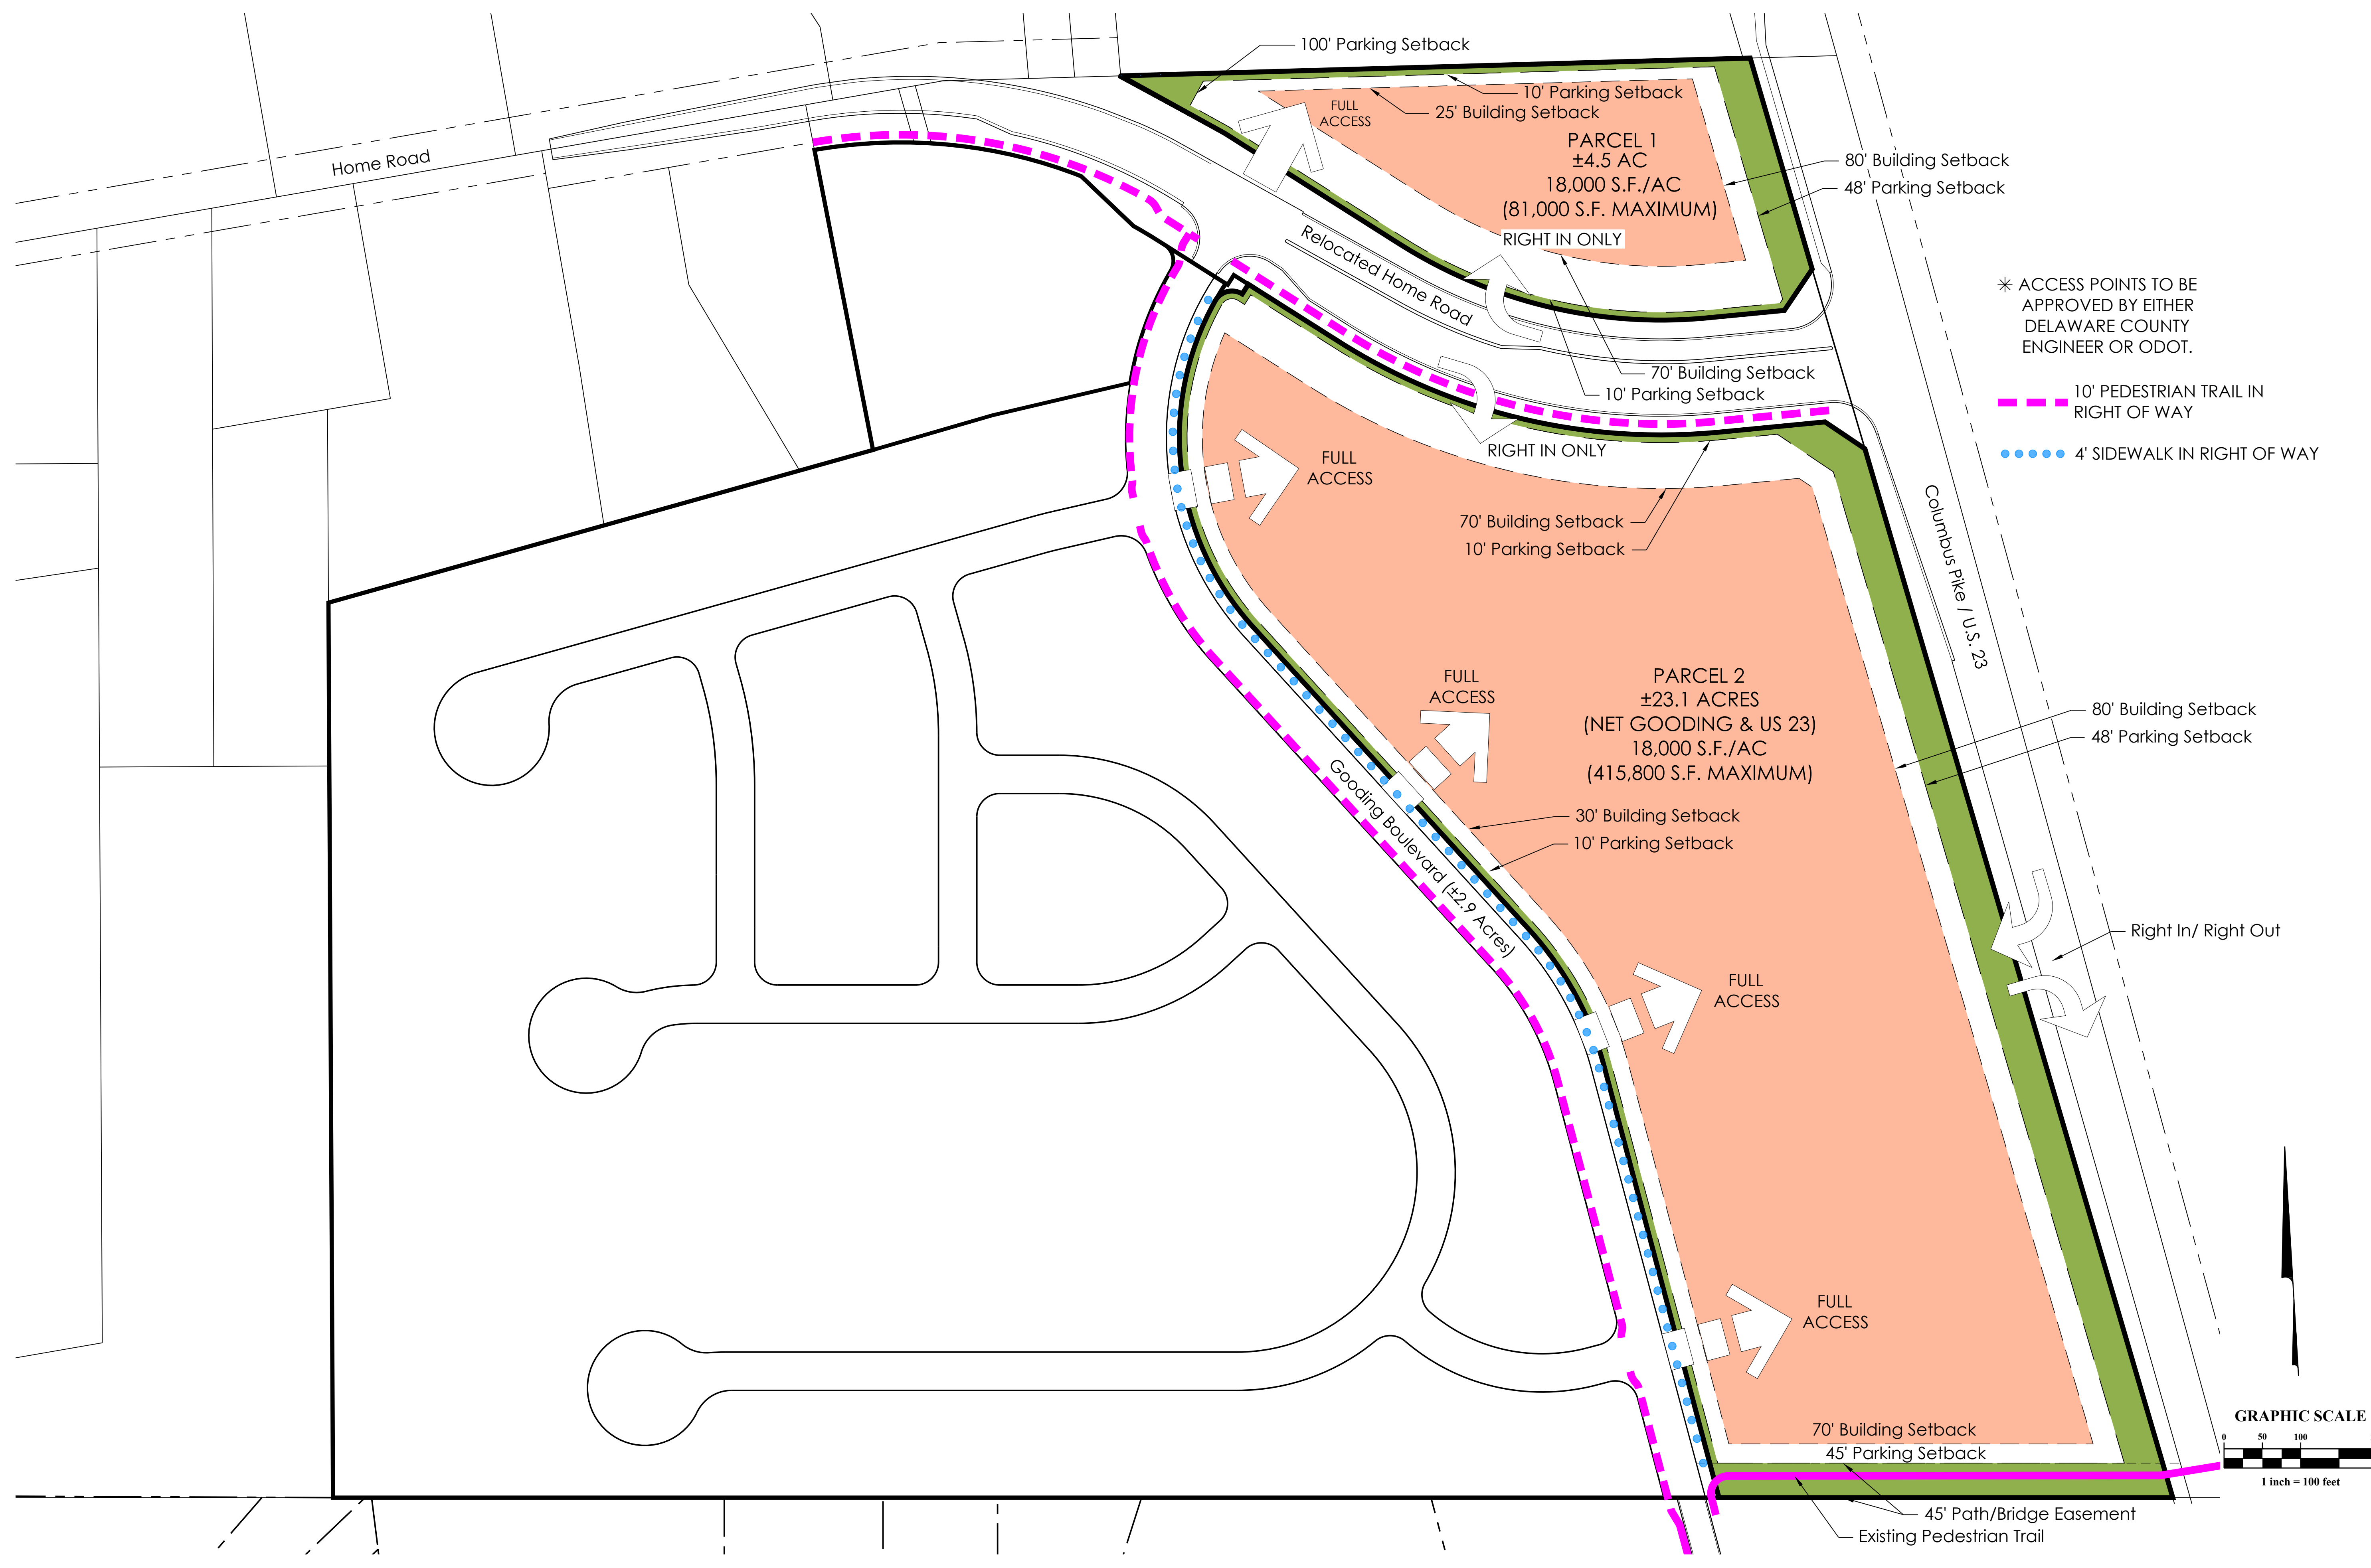 100' Parking Setback
10' Parking Setback
25' Building Setback
FULL
ACCESS
PARCEL 1
±4.5 AC
18,000 S.F./AC
(81,000 S.F. MAXIMUM)
80' Building Setback
48' Parking Setback
Home Road
RIGHT IN ONLY
Relocated Home Road
70' Building Setback
10' Parking Setback
✳ ACCESS POINTS TO BE
APPROVED BY EITHER
DELAWARE COUNTY
ENGINEER OR ODOT.
10' PEDESTRIAN TRAIL IN
RIGHT OF WAY
4' SIDEWALK IN RIGHT OF WAY
RIGHT IN ONLY
FULL
ACCESS
70' Building Setback
10' Parking Setback
Columbus Pike / U.S. 23
FULL
ACCESS
PARCEL 2
±23.1 ACRES
(NET GOODING & US 23)
18,000 S.F./AC
(415,800 S.F. MAXIMUM)
80' Building Setback
48' Parking Setback
30' Building Setback
10' Parking Setback
Gooding Boulevard (±2.9 Acres)
Right In/ Right Out
FULL
ACCESS
FULL
ACCESS
70' Building Setback
45' Parking Setback
GRAPHIC SCALE
0 50 100
1 inch = 100 feet
45' Path/Bridge Easement
Existing Pedestrian Trail